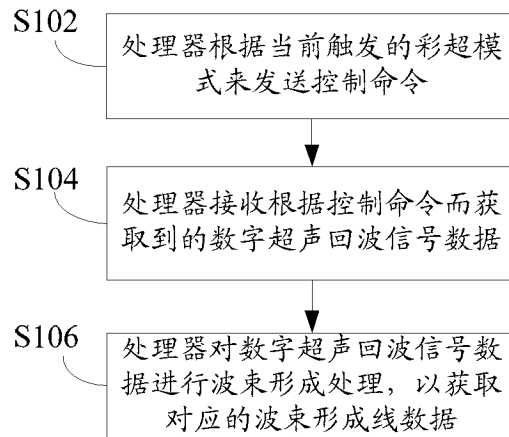 S102
处理器根据当前触发的彩超模
式来发送控制命令
S104
处理器接收根据控制命令而获
取到的数字超声回波信号数据
S106
处理器对数字超声回波信号数
据进行波束形成处理，以获取
对应的波束形成线数据